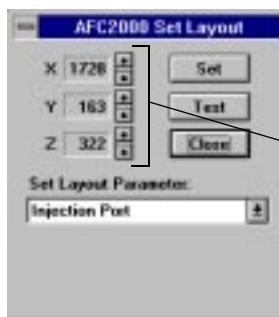 AFC2000 Set Layout
X 1728 Set
Y 163 Test
Z 322 Close
Set Layout Parameter:
Injection Port